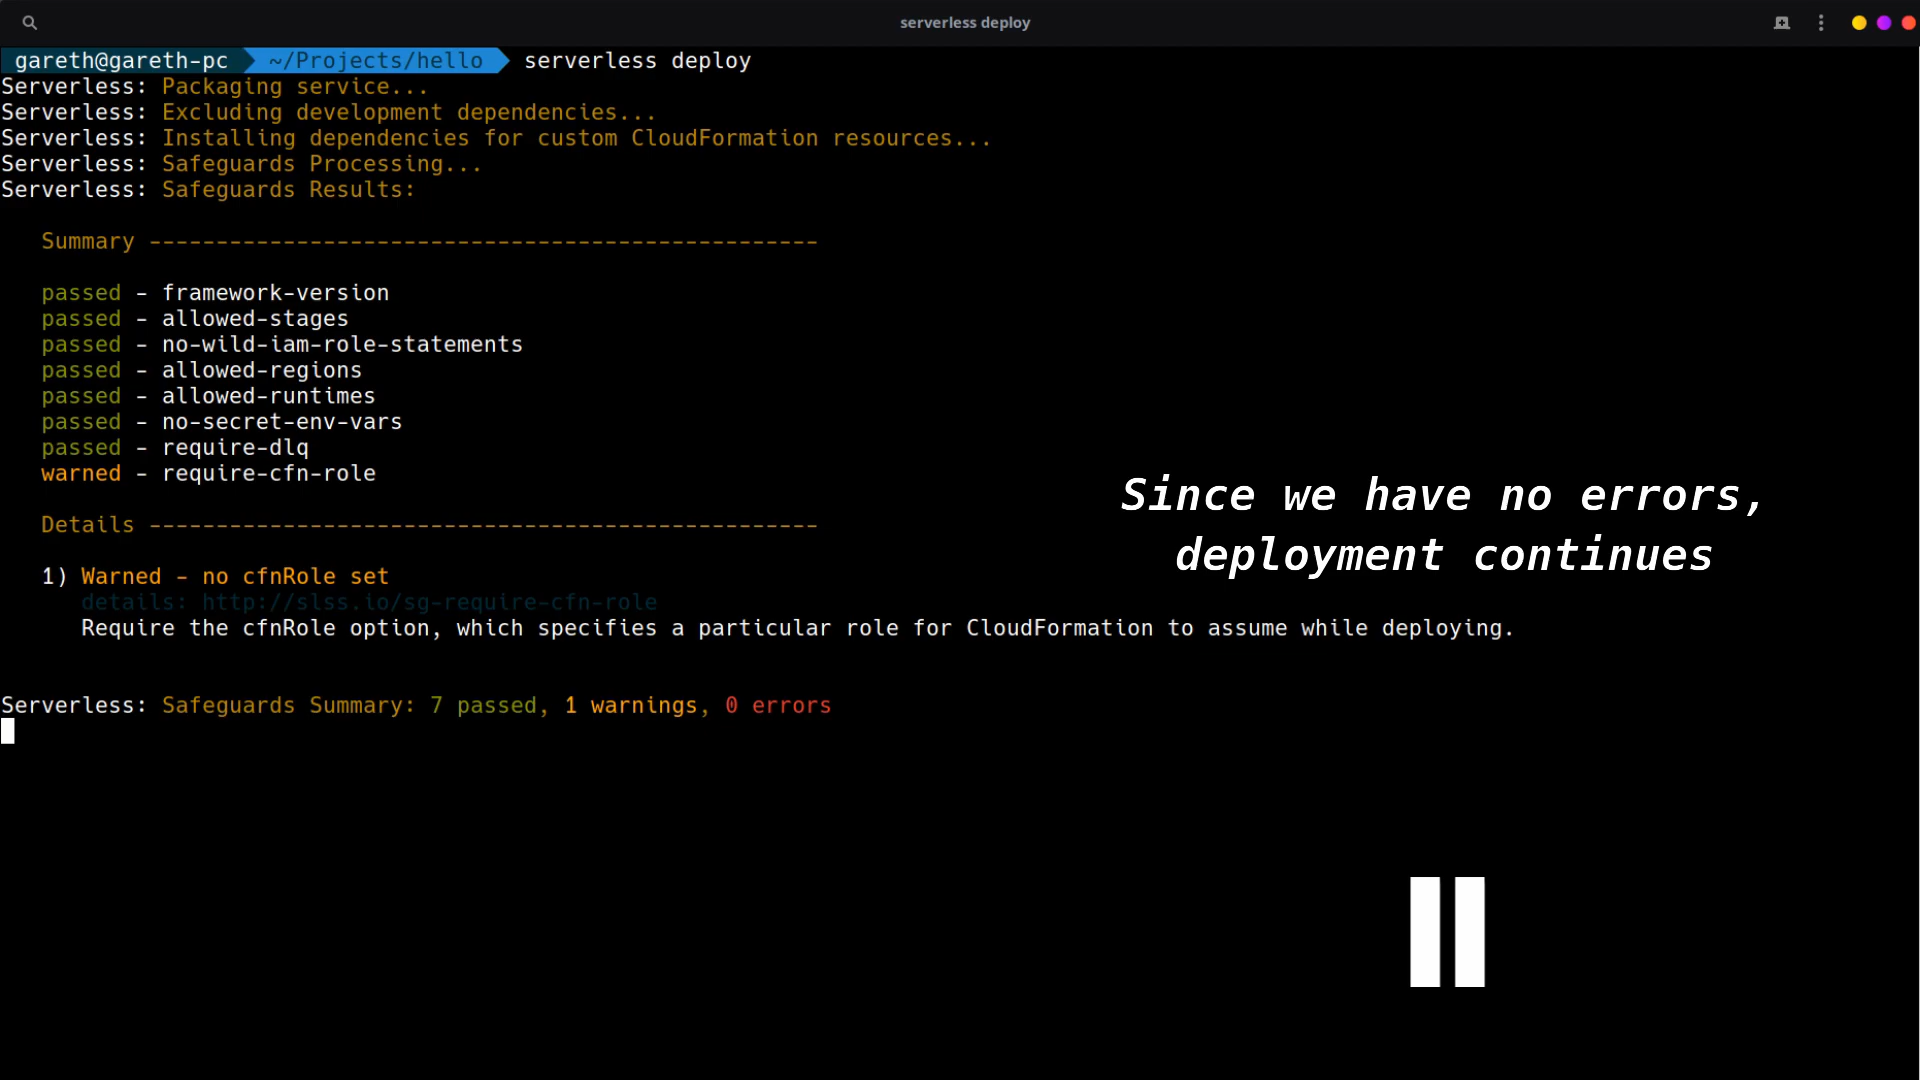 serverless deploy
gareth@gareth-pc ~/Projects/hello serverless deploy
Serverless: Packaging service...
Serverless: Excluding development dependencies...
Serverless: Installing dependencies for custom CloudFormation resources...
Serverless: Safeguards Processing...
Serverless: Safeguards Results:
Summary --------------------------------------------------
passed - framework-version
passed - allowed-stages
passed - no-wild-iam-role-statements
passed - allowed-regions
passed - allowed-runtimes
passed - no-secret-env-vars
passed - require-dlq
warned - require-cfn-role
Details --------------------------------------------------
1) Warned - no cfnRole set
details: http://slss.io/sg-require-cfn-role
Require the cfnRole option, which specifies a particular role for CloudFormation to assume while deploying.
Serverless: Safeguards Summary: 7 passed, 1 warnings, 0 errors
Since we have no errors,
deployment continues